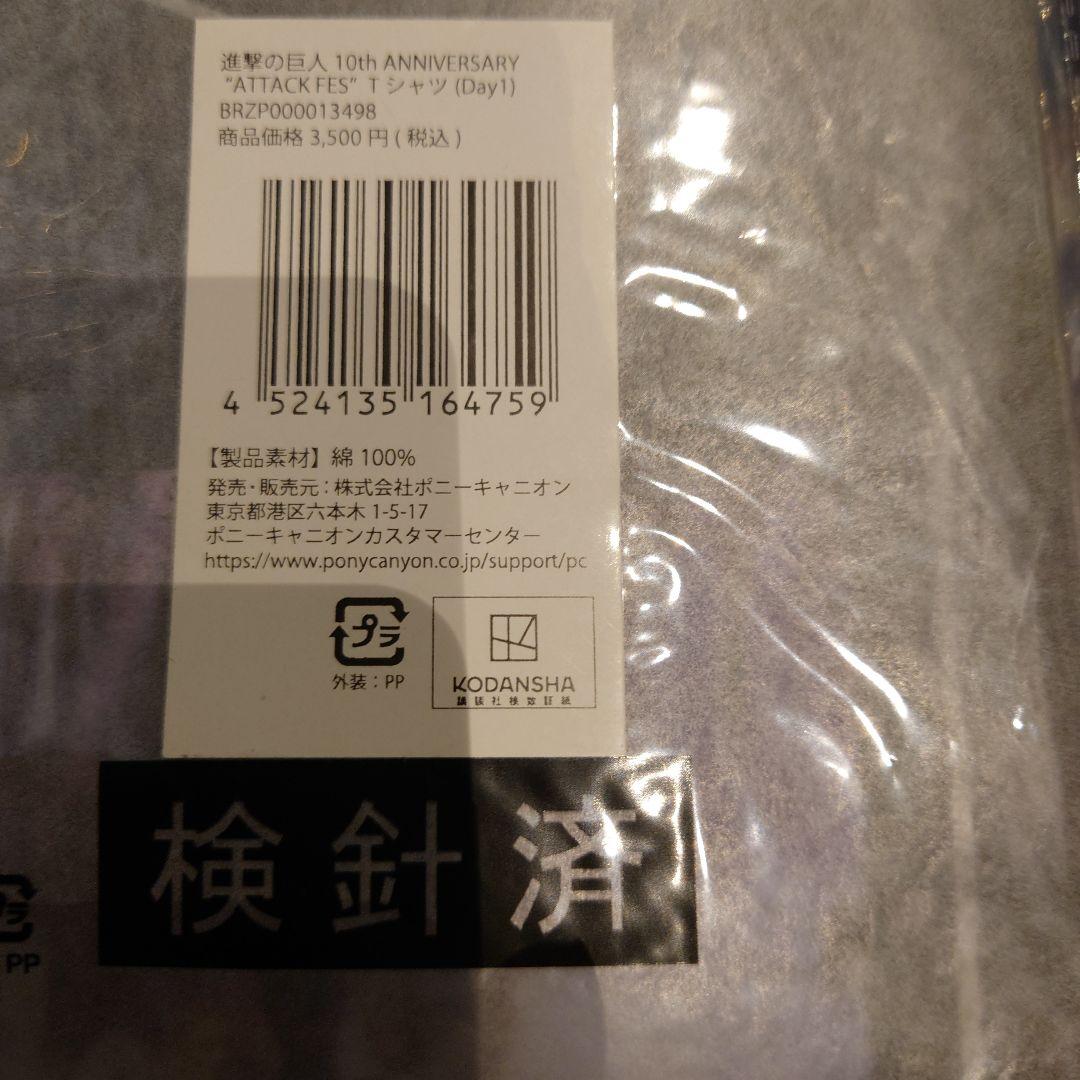 進撃の巨人 10th ANNIVERSARY
“ATTACK FES” T シャツ (Day1)
BRZP000013498
商品価格 3,500 円 ( 税込 )
4 524135 164759
【製品素材】 綿 100%
発売・販売元：株式会社ポニーキャニオン
東京都港区六本木 1-5-17
ポニーキャニオンカスタマーセンター
https://www.ponycanyon.co.jp/support/pc
プラ
外装：PP
KODANSHA
講談社検数証紙
検針済
プラ
PP